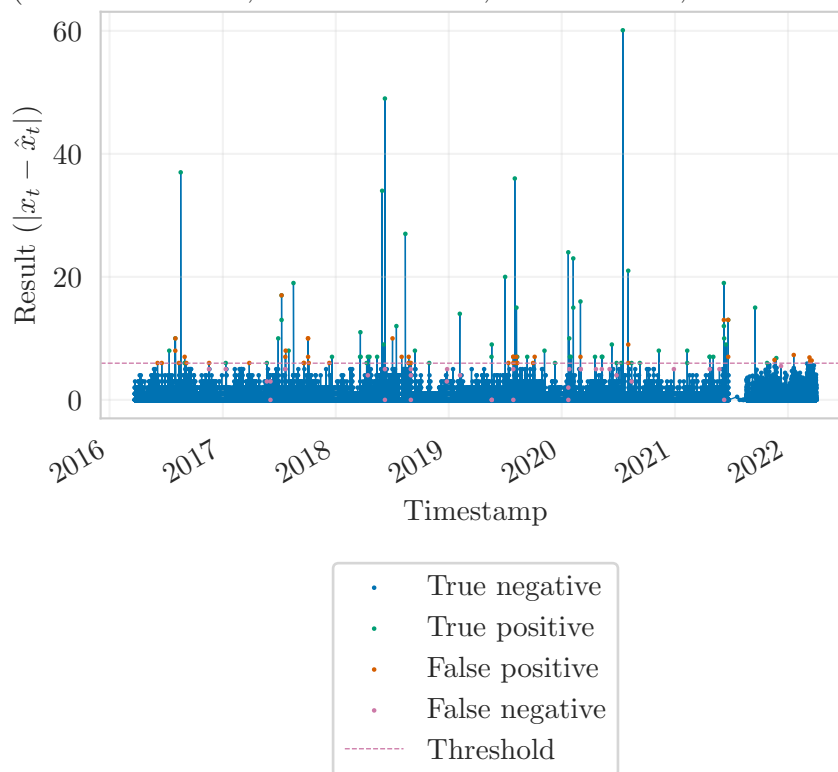 60
40
20
0
Result (|x_t − x̂_t|)
2016
2017
2018
2019
2020
2021
2022
Timestamp
True negative
True positive
False positive
False negative
Threshold